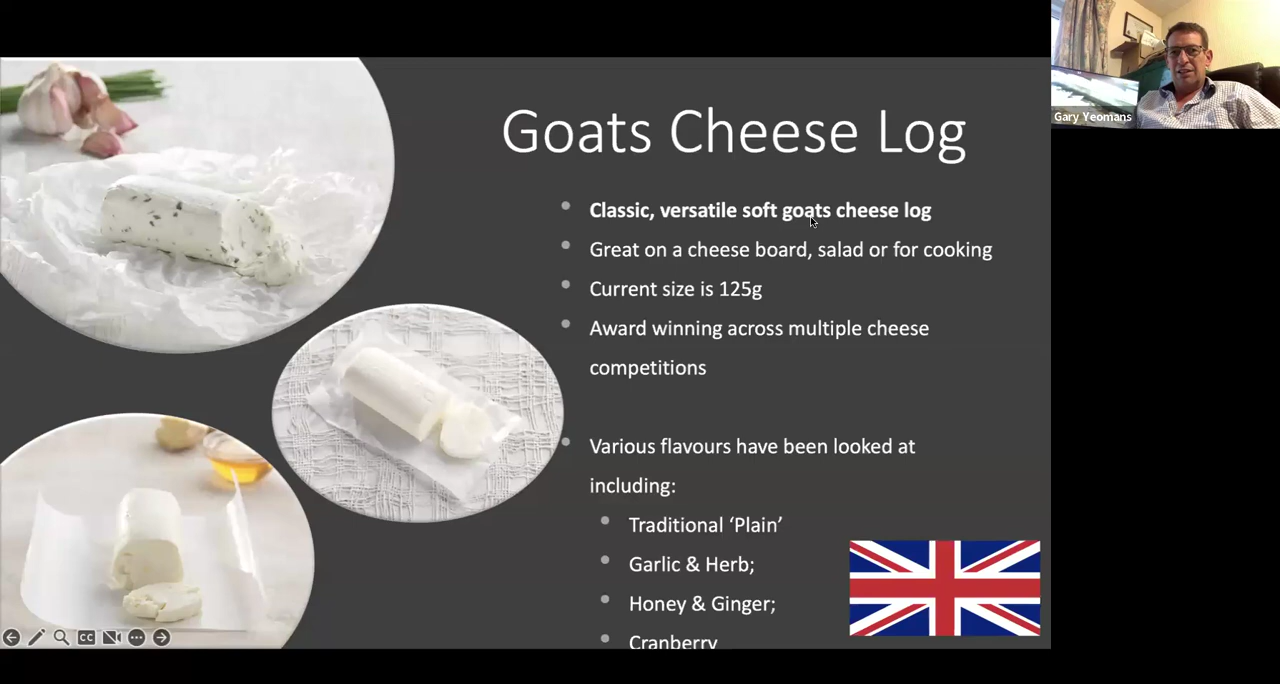 Goats Cheese Log
Classic, versatile soft goats cheese log
Great on a cheese board, salad or for cooking
Current size is 125g
Award winning across multiple cheese
competitions
Various flavours have been looked at
including:
Traditional ‘Plain’
Garlic & Herb;
Honey & Ginger;
Cranberry
CC
Gary Yeomans